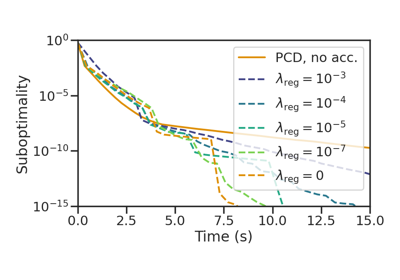 10⁰
10⁻⁵
10⁻¹⁰
10⁻¹⁵
Suboptimality
PCD, no acc.
λreg = 10⁻³
λreg = 10⁻⁴
λreg = 10⁻⁵
λreg = 10⁻⁷
λreg = 0
0.0 2.5 5.0 7.5 10.0 12.5 15.0
Time (s)